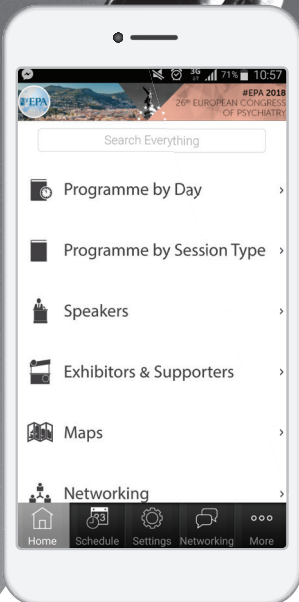 3G 71% 10:57
#EPA
#EPA 2018
26th EUROPEAN CONGRESS
OF PSYCHIATRY
Search Everything
Programme by Day
Programme by Session Type
Speakers
Exhibitors & Supporters
Maps
Networking
23
Home Schedule Settings Networking More